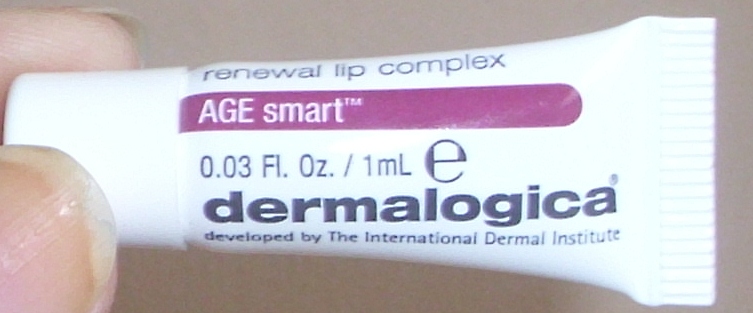 renewal lip complex
AGE smart™
0.03 Fl. Oz. / 1mL ℮
dermalogica®
developed by The International Dermal Institute